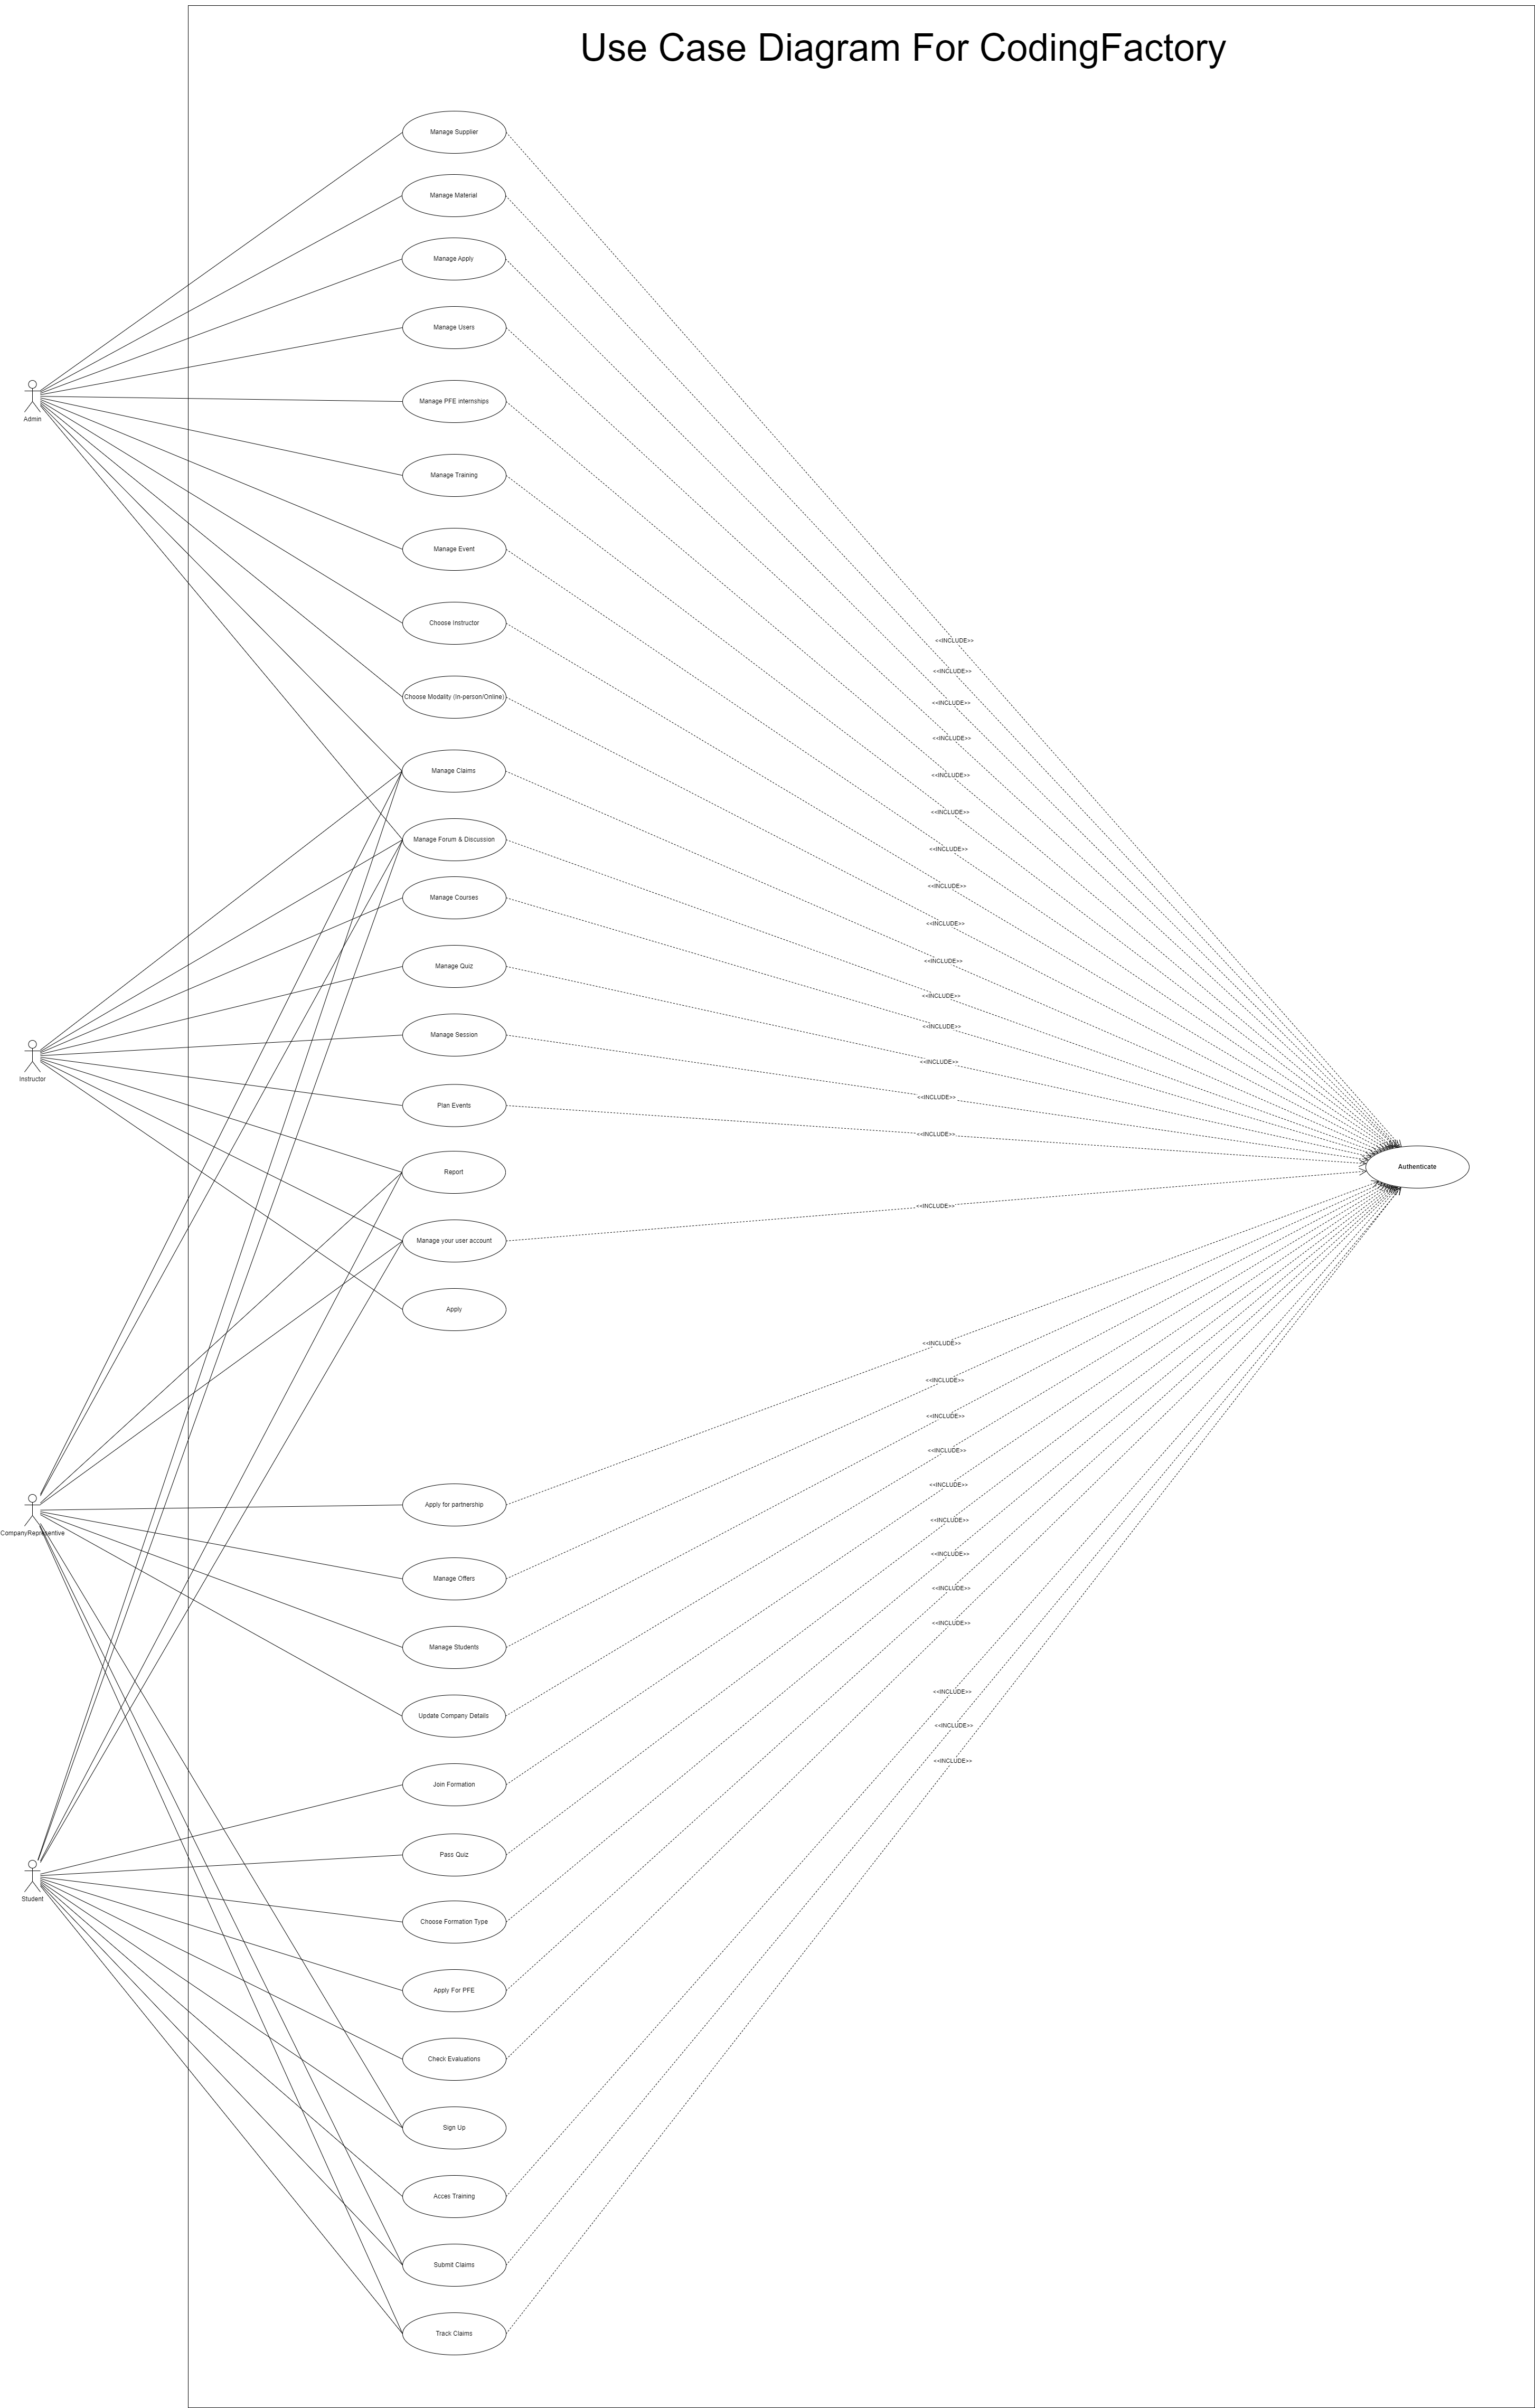 Use Case Diagram For CodingFactory
Manage Supplier
Manage Material
Manage Apply
Manage Users
Admin
Manage PFE internships
Manage Training
Manage Event
Choose Instructor
<<INCLUDE>>
<<INCLUDE>>
Choose Modality (In-person/Online)
<<INCLUDE>>
<<INCLUDE>>
Manage Claims
<<INCLUDE>>
<<INCLUDE>>
Manage Forum & Discussion
<<INCLUDE>>
<<INCLUDE>>
Manage Courses
<<INCLUDE>>
<<INCLUDE>>
Manage Quiz
<<INCLUDE>>
<<INCLUDE>>
Manage Session
<<INCLUDE>>
Instructor
<<INCLUDE>>
Plan Events
<<INCLUDE>>
Authenticate
Report
<<INCLUDE>>
Manage your user account
Apply
<<INCLUDE>>
<<INCLUDE>>
<<INCLUDE>>
<<INCLUDE>>
<<INCLUDE>>
Apply for partnership
<<INCLUDE>>
CompanyRepresentive
<<INCLUDE>>
Manage Offers
<<INCLUDE>>
<<INCLUDE>>
Manage Students
<<INCLUDE>>
Update Company Details
<<INCLUDE>>
<<INCLUDE>>
Join Formation
Pass Quiz
Student
Choose Formation Type
Apply For PFE
Check Evaluations
Sign Up
Acces Training
Submit Claims
Track Claims